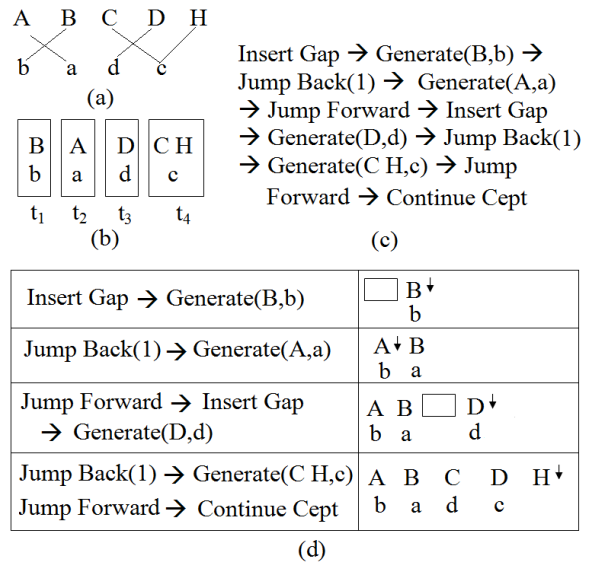 A B C D H
b a d c
(a)
B A D C H
b a d c
t1 t2 t3 t4
(b)
Insert Gap → Generate(B,b) →
Jump Back(1) → Generate(A,a)
→ Jump Forward → Insert Gap
→ Generate(D,d) → Jump Back(1)
→ Generate(C H,c) → Jump
Forward → Continue Cept
(c)
Insert Gap → Generate(B,b)
B↓
b
Jump Back(1) → Generate(A,a)
A↓ B
b a
Jump Forward → Insert Gap
→ Generate(D,d)
A B D↓
b a d
Jump Back(1) → Generate(C H,c)
Jump Forward → Continue Cept
A B C D H↓
b a d c
(d)